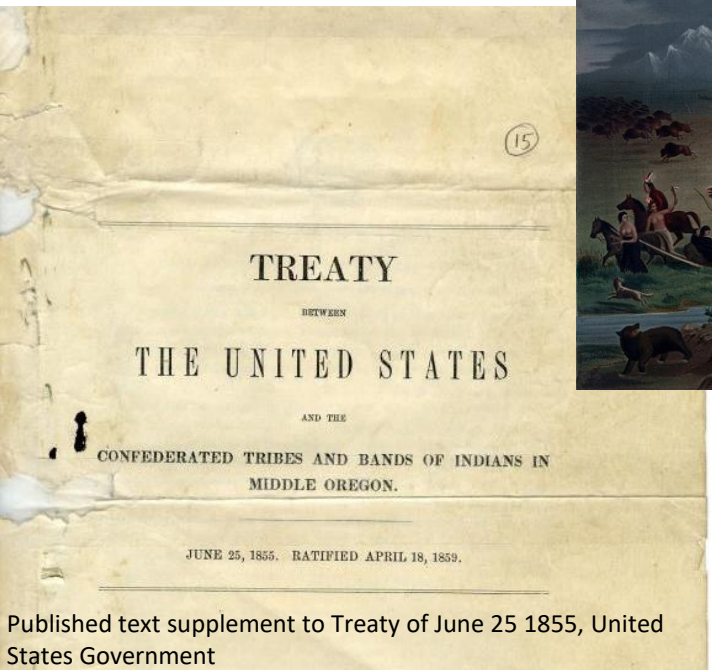 15
TREATY
BETWEEN
THE UNITED STATES
AND THE
CONFEDERATED TRIBES AND BANDS OF INDIANS IN
MIDDLE OREGON.
JUNE 25, 1855. RATIFIED APRIL 18, 1859.
Published text supplement to Treaty of June 25 1855, United
States Government